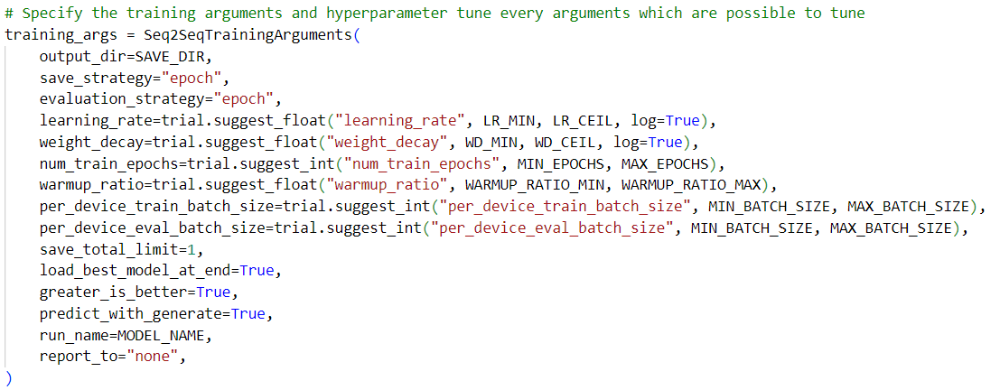 # Specify the training arguments and hyperparameter tune every arguments which are possible to tune
training_args = Seq2SeqTrainingArguments(
    output_dir=SAVE_DIR,
    save_strategy="epoch",
    evaluation_strategy="epoch",
    learning_rate=trial.suggest_float("learning_rate", LR_MIN, LR_CEIL, log=True),
    weight_decay=trial.suggest_float("weight_decay", WD_MIN, WD_CEIL, log=True),
    num_train_epochs=trial.suggest_int("num_train_epochs", MIN_EPOCHS, MAX_EPOCHS),
    warmup_ratio=trial.suggest_float("warmup_ratio", WARMUP_RATIO_MIN, WARMUP_RATIO_MAX),
    per_device_train_batch_size=trial.suggest_int("per_device_train_batch_size", MIN_BATCH_SIZE, MAX_BATCH_SIZE),
    per_device_eval_batch_size=trial.suggest_int("per_device_eval_batch_size", MIN_BATCH_SIZE, MAX_BATCH_SIZE),
    save_total_limit=1,
    load_best_model_at_end=True,
    greater_is_better=True,
    predict_with_generate=True,
    run_name=MODEL_NAME,
    report_to="none",
)